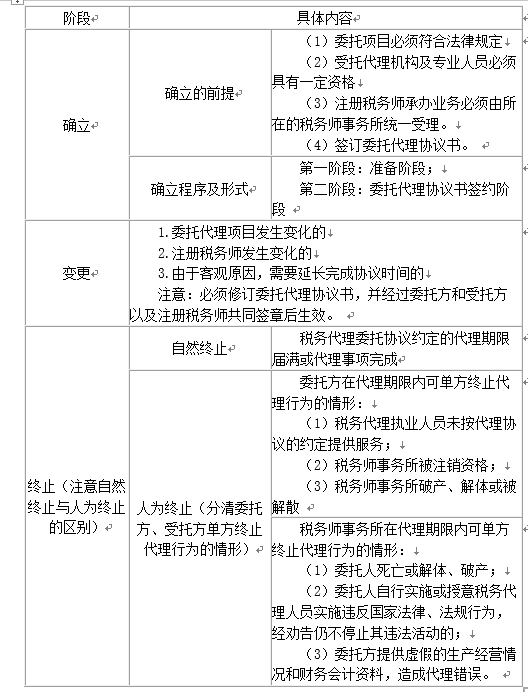 阶段
具体内容
确立
确立的前提
（1）委托项目必须符合法律规定
（2）受托代理机构及专业人员必须
具有一定资格
（3）注册税务师承办业务必须由所
在的税务师事务所统一受理。
（4）签订委托代理协议书。
确立程序及形式
第一阶段：准备阶段；
第二阶段：委托代理协议书签约阶
段
变更
1.委托代理项目发生变化的
2.注册税务师发生变化的
3.由于客观原因，需要延长完成协议时间的
注意：必须修订委托代理协议书，并经过委托方和受托方
以及注册税务师共同签章后生效。
终止（注意自然
终止与人为终止
的区别）
自然终止
税务代理委托协议约定的代理期限
届满或代理事项完成
人为终止（分清委托
方、受托方单方终止
代理行为的情形）
委托方在代理期限内可单方终止代
理行为的情形：
（1）税务代理执业人员未按代理协
议的约定提供服务；
（2）税务师事务所被注销资格；
（3）税务师事务所破产、解体或被
解散
税务师事务所在代理期限内可单方
终止代理行为的情形：
（1）委托人死亡或解体、破产；
（2）委托人自行实施或授意税务代
理人员实施违反国家法律、法规行为，
经劝告仍不停止其违法活动的；
（3）委托方提供虚假的生产经营情
况和财务会计资料，造成代理错误。